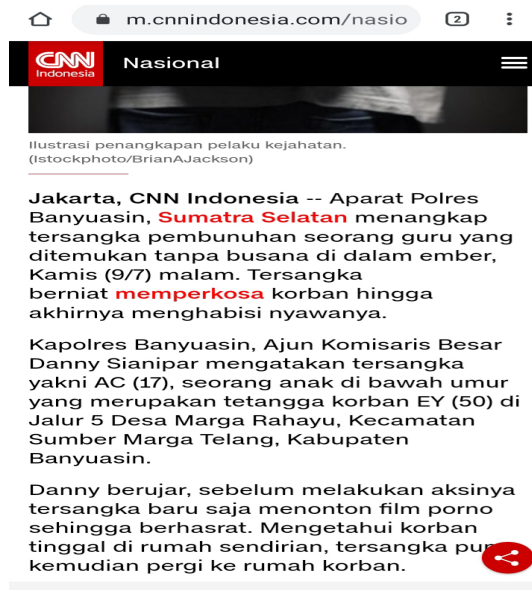 m.cnnindonesia.com/nasio
2
CNN
Indonesia
Nasional
Ilustrasi penangkapan pelaku kejahatan.
(Istockphoto/BrianAJackson)
Jakarta, CNN Indonesia -- Aparat Polres
Banyuasin, Sumatra Selatan menangkap
tersangka pembunuhan seorang guru yang
ditemukan tanpa busana di dalam ember,
Kamis (9/7) malam. Tersangka
berniat memperkosa korban hingga
akhirnya menghabisi nyawanya.
Kapolres Banyuasin, Ajun Komisaris Besar
Danny Sianipar mengatakan tersangka
yakni AC (17), seorang anak di bawah umur
yang merupakan tetangga korban EY (50) di
Jalur 5 Desa Marga Rahayu, Kecamatan
Sumber Marga Telang, Kabupaten
Banyuasin.
Danny berujar, sebelum melakukan aksinya
tersangka baru saja menonton film porno
sehingga berhasrat. Mengetahui korban
tinggal di rumah sendirian, tersangka pun
kemudian pergi ke rumah korban.